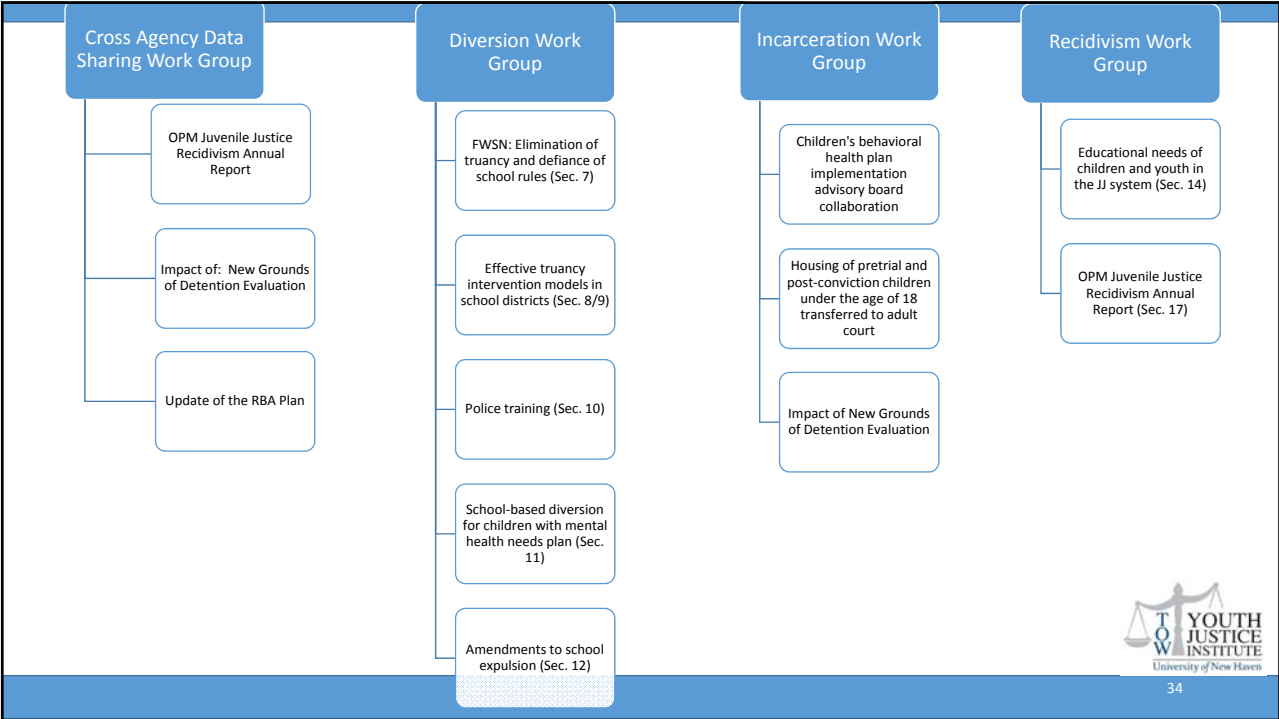 Cross Agency Data
Sharing Work Group
OPM Juvenile Justice
Recidivism Annual
Report
Impact of:  New Grounds
of Detention Evaluation
Update of the RBA Plan
Diversion Work
Group
FWSN: Elimination of
truancy and defiance of
school rules (Sec. 7)
Effective truancy
intervention models in
school districts (Sec. 8/9)
Police training (Sec. 10)
School-based diversion
for children with mental
health needs plan (Sec.
11)
Amendments to school
expulsion (Sec. 12)
Incarceration Work
Group
Children's behavioral
health plan
implementation
advisory board
collaboration
Housing of pretrial and
post-conviction children
under the age of 18
transferred to adult
court
Impact of New Grounds
of Detention Evaluation
Recidivism Work
Group
Educational needs of
children and youth in
the JJ system (Sec. 14)
OPM Juvenile Justice
Recidivism Annual
Report (Sec. 17)
TOW
YOUTH
JUSTICE
INSTITUTE
University of New Haven
34